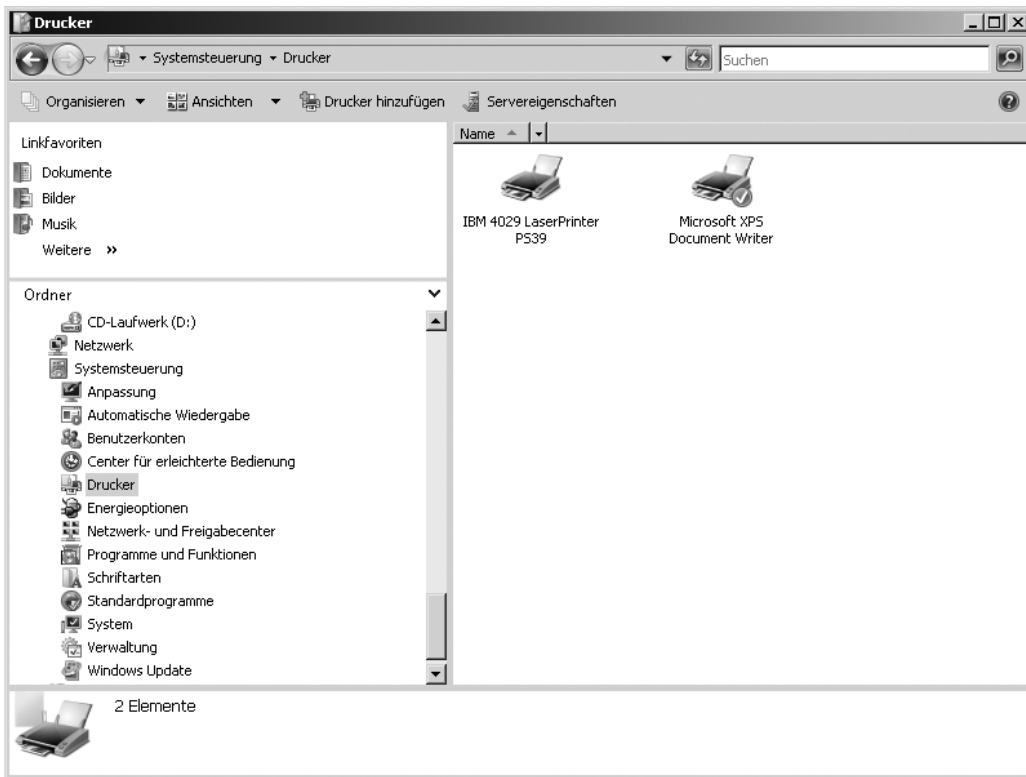 Drucker
Systemsteuerung Drucker
Suchen
Organisieren Ansichten Drucker hinzufügen Servereigenschaften
Linkfavoriten
Dokumente
Bilder
Musik
Weitere »
Ordner
CD-Laufwerk (D:)
Netzwerk
Systemsteuerung
Anpassung
Automatische Wiedergabe
Benutzerkonten
Center für erleichterte Bedienung
Drucker
Energieoptionen
Netzwerk- und Freigabecenter
Programme und Funktionen
Schriftarten
Standardprogramme
System
Verwaltung
Windows Update
Name
IBM 4029 LaserPrinter
PS39
Microsoft XPS
Document Writer
2 Elemente